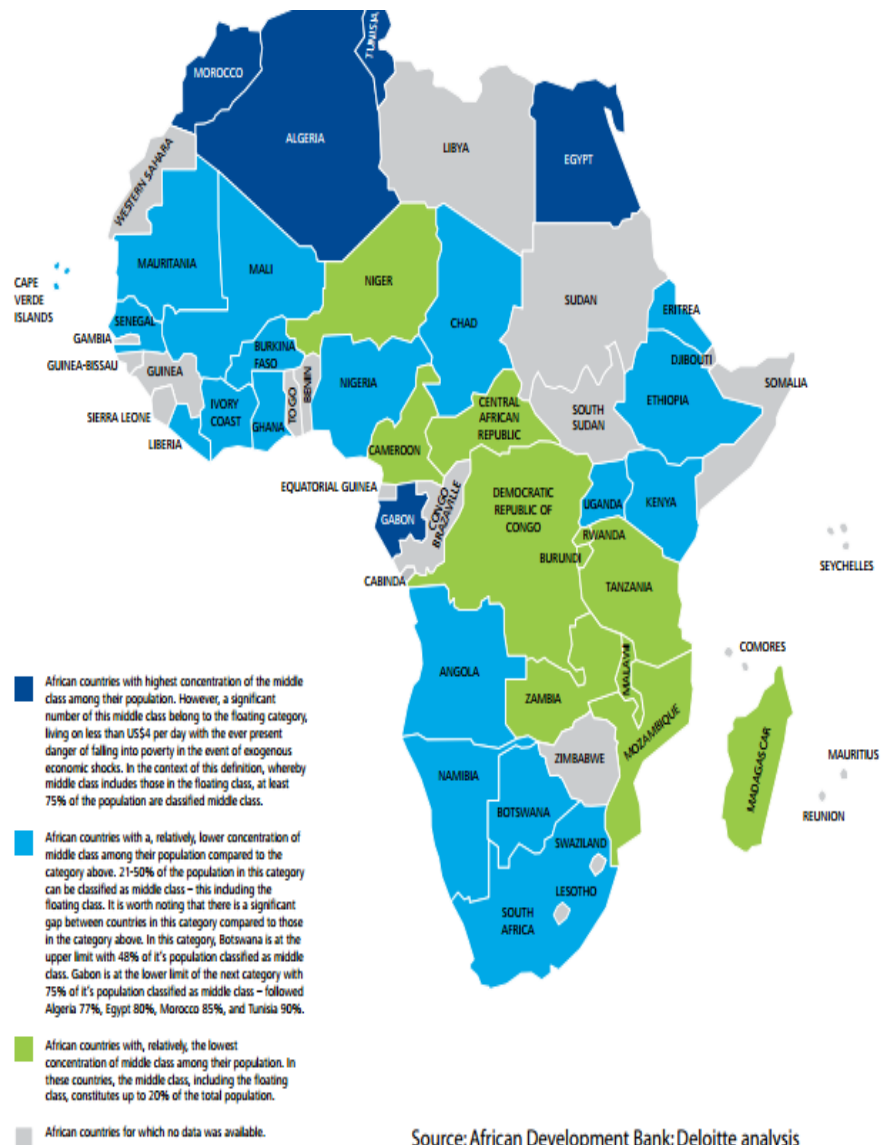 TUNISIA
MOROCCO
ALGERIA
LIBYA
EGYPT
WESTERN SAHARA
MAURITANIA
MALI
NIGER
CHAD
SUDAN
ERITREA
CAPE
VERDE
ISLANDS
SENEGAL
GAMBIA
GUINEA-BISSAU
GUINEA
BURKINA
FASO
NIGERIA
DJIBOUTI
SOMALIA
ETHIOPIA
SIERRA LEONE
IVORY
COAST
GHANA
TO GO
BENIN
CENTRAL
AFRICAN
REPUBLIC
SOUTH
SUDAN
LIBERIA
CAMEROON
EQUATORIAL GUINEA
GABON
CONGO
BRAZAVILLE
DEMOCRATIC
REPUBLIC OF
CONGO
UGANDA
KENYA
RWANDA
BURUNDI
SEYCHELLES
CABINDA
TANZANIA
COMORES
ANGOLA
ZAMBIA
MALAWI
MOZAMBIQUE
MADAGASCAR
ZIMBABWE
MAURITIUS
REUNION
NAMIBIA
BOTSWANA
SWAZILAND
LESOTHO
SOUTH
AFRICA
African countries with highest concentration of the middle
class among their population. However, a significant
number of this middle class belong to the floating category,
living on less than US$4 per day with the ever present
danger of falling into poverty in the event of exogenous
economic shocks. In the context of this definition, whereby
middle class includes those in the floating class, at least
75% of the population are classified middle class.
African countries with a, relatively, lower concentration of
middle class among their population compared to the
category above. 21-50% of the population in this category
can be classified as middle class – this including the
floating class. It is worth noting that there is a significant
gap between countries in this category compared to those
in the category above. In this category, Botswana is at the
upper limit with 48% of it's population classified as middle
class. Gabon is at the lower limit of the next category with
75% of it's population classified as middle class – followed
Algeria 77%, Egypt 80%, Morocco 85%, and Tunisia 90%.
African countries with, relatively, the lowest
concentration of middle class among their population. In
these countries, the middle class, including the floating
class, constitutes up to 20% of the total population.
African countries for which no data was available.
Source: African Development Bank; Deloitte analysis